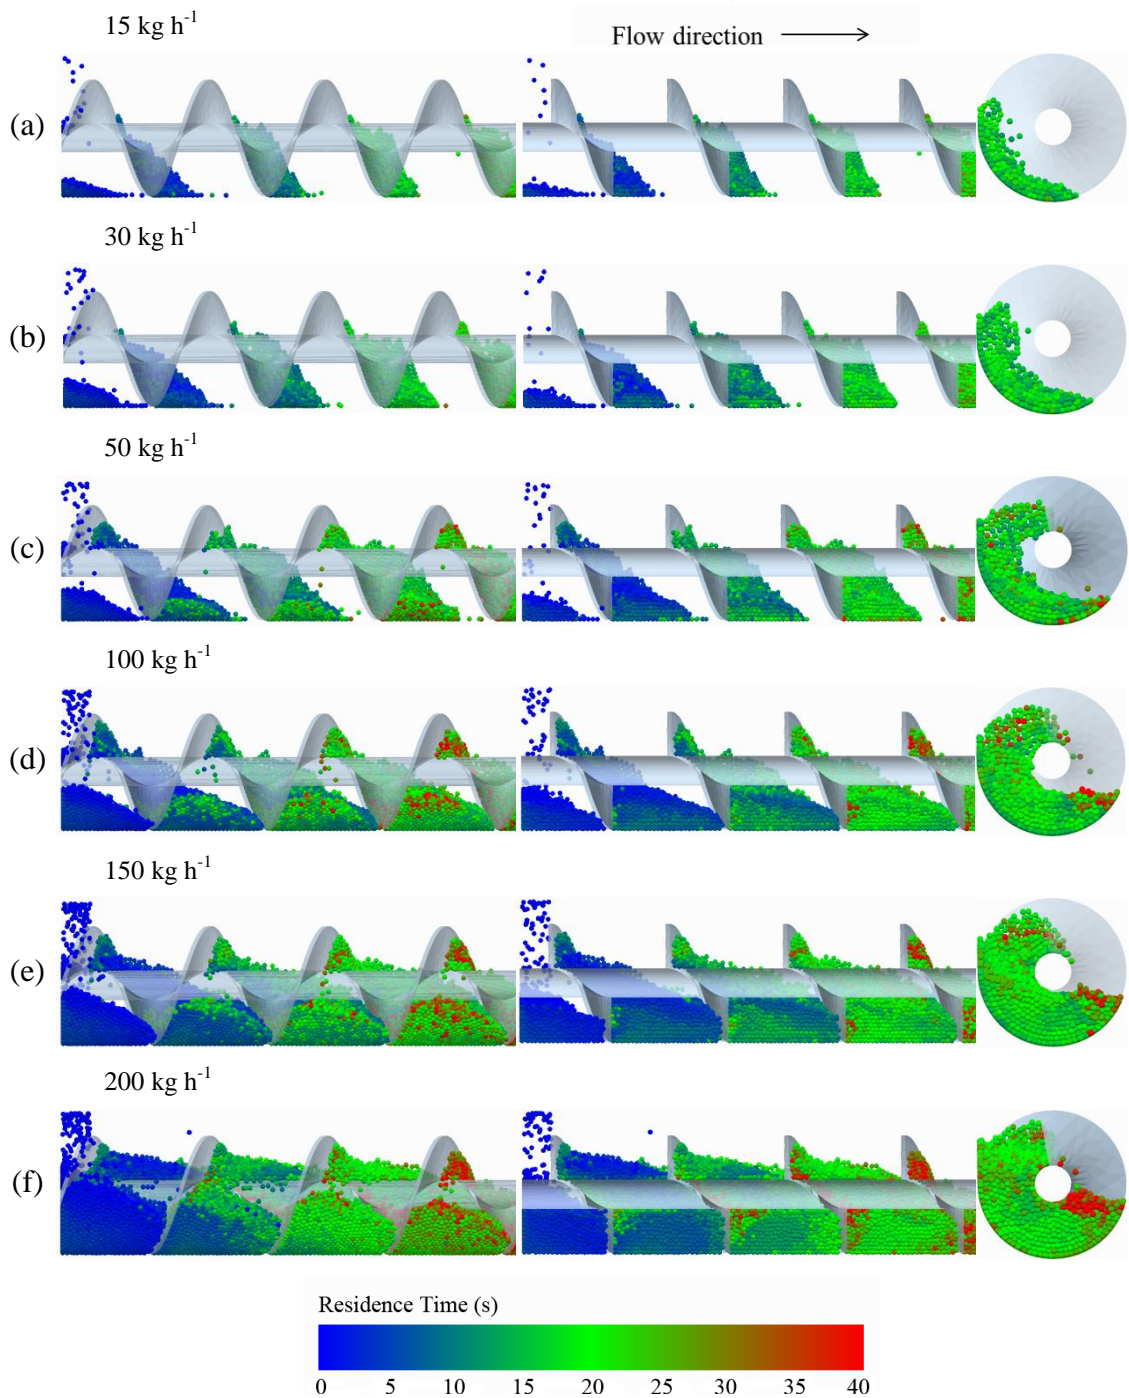 15 kg h-1
Flow direction
(a)
30 kg h-1
(b)
50 kg h-1
(c)
100 kg h-1
(d)
150 kg h-1
(e)
200 kg h-1
(f)
Residence Time (s)
0 5 10 15 20 25 30 35 40